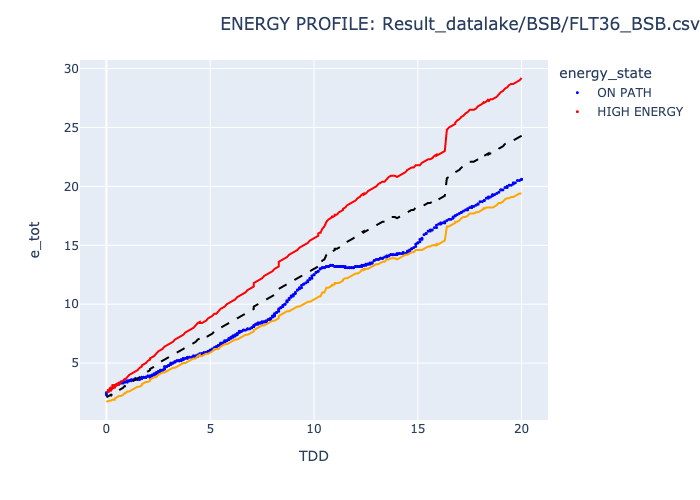 ENERGY PROFILE: Result_datalake/BSB/FLT36_BSB.csv
energy_state
ON PATH
HIGH ENERGY
e_tot
30
25
20
15
10
5
0
5
10
15
20
TDD